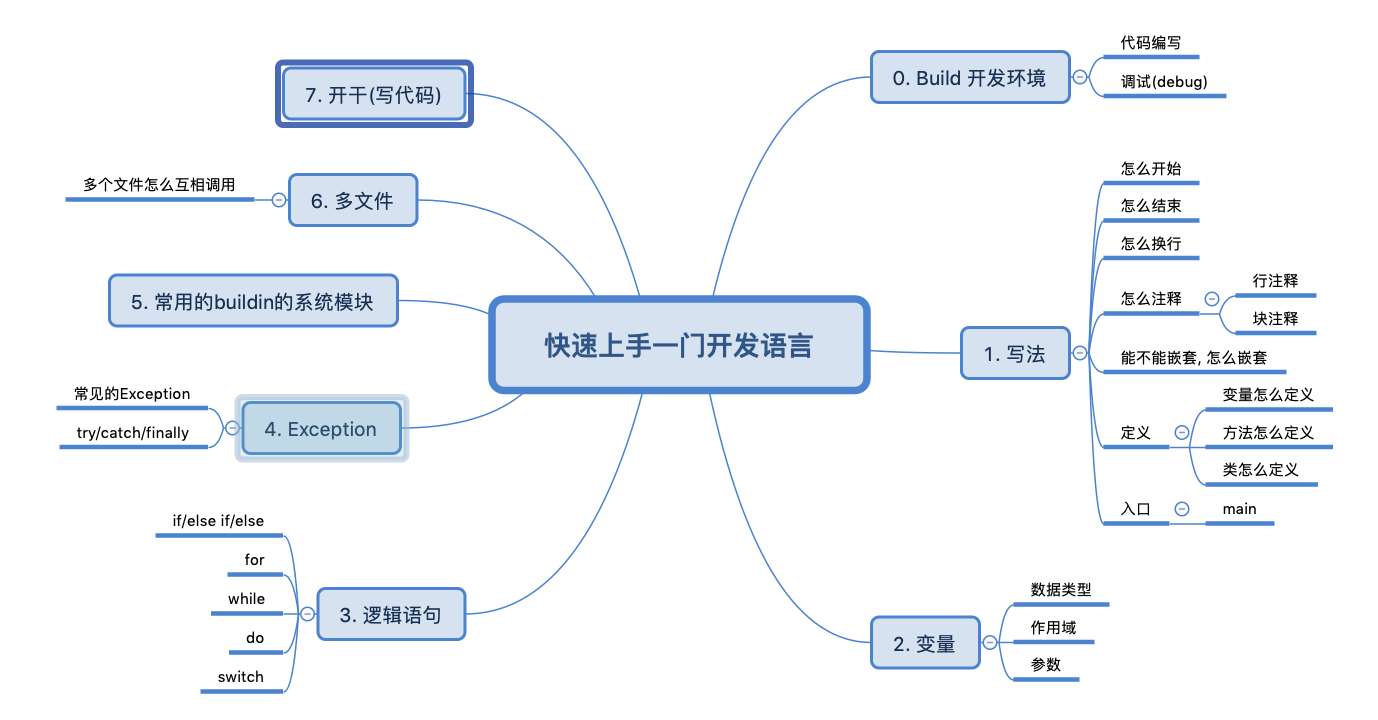 快速上手一门开发语言
0. Build 开发环境
代码编写
调试(debug)
1. 写法
怎么开始
怎么结束
怎么换行
怎么注释
行注释
块注释
能不能嵌套, 怎么嵌套
定义
变量怎么定义
方法怎么定义
类怎么定义
入口
main
2. 变量
数据类型
作用域
参数
3. 逻辑语句
if/else if/else
for
while
do
switch
4. Exception
常见的Exception
try/catch/finally
5. 常用的buildin的系统模块
6. 多文件
多个文件怎么互相调用
7. 开干(写代码)